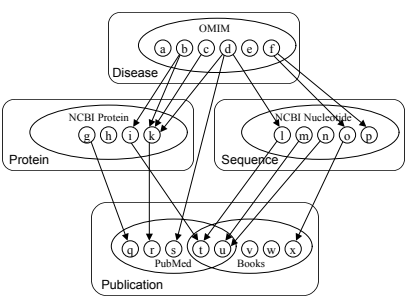 OMIM
a b c d e f
Disease
NCBI Protein
g h i k
Protein
NCBI Nucleotide
l m n o p
Sequence
q r s t u v w x
PubMed Books
Publication